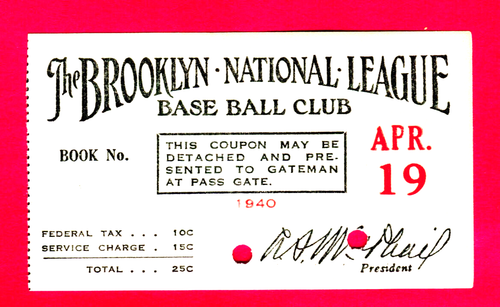 The BROOKLYN · NATIONAL · LEAGUE
BASE BALL CLUB
BOOK No.
THIS COUPON MAY BE
DETACHED AND PRE-
SENTED TO GATEMAN
AT PASS GATE.
APR.
19
1940
FEDERAL TAX . . . 10C
SERVICE CHARGE . 15C
TOTAL . . . 25C
President